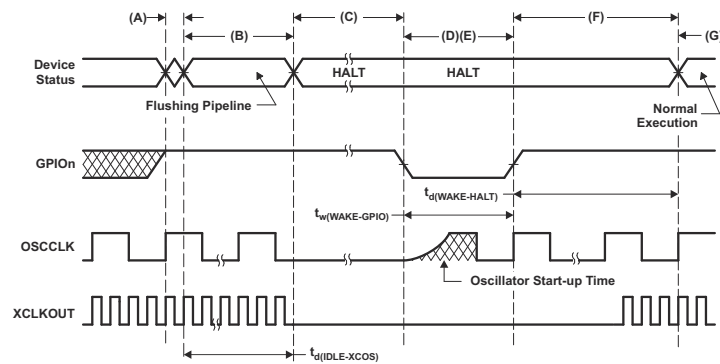 (A)
(B)
(C)
(D)(E)
(F)
(G)
Device
Status
HALT
HALT
Flushing Pipeline
Normal
Execution
GPIOn
td(WAKE-HALT)
tw(WAKE-GPIO)
OSCCLK
Oscillator Start-up Time
XCLKOUT
td(IDLE-XCOS)